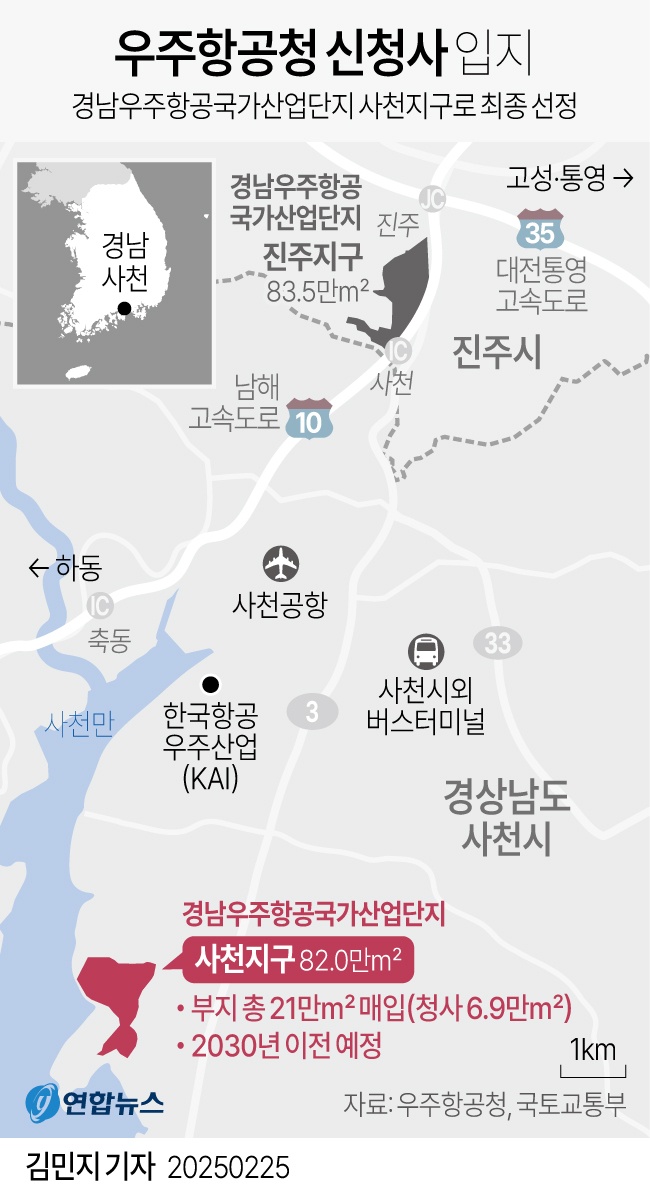 우주항공청 신청사 입지
경남우주항공국가산업단지 사천지구로 최종 선정
경남
사천
경남우주항공
국가산업단지
진주지구
83.5만m²
진주
JC
고성·통영 →
35
대전통영
고속도로
IC
사천
진주시
남해
고속도로
10
← 하동
IC
축동
사천공항
33
사천시외
버스터미널
사천만
한국항공
우주산업
(KAI)
3
경상남도
사천시
경남우주항공국가산업단지
사천지구 82.0만m²
• 부지 총 21만m² 매입(청사 6.9만m²)
• 2030년 이전 예정
1km
y 연합뉴스
자료: 우주항공청, 국토교통부
김민지 기자 20250225